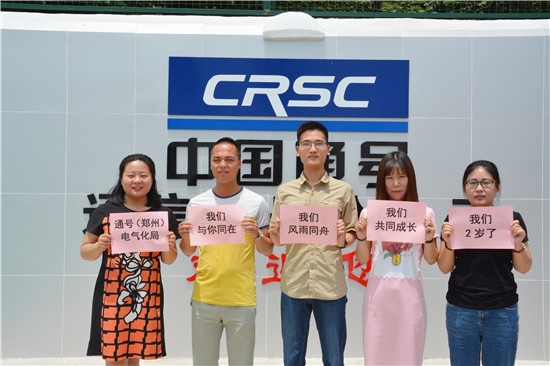 CRSC
中国通号
通号（郑州）
电气化局
我们
与你同在
我们
风雨同舟
我们
共同成长
我们
2岁了